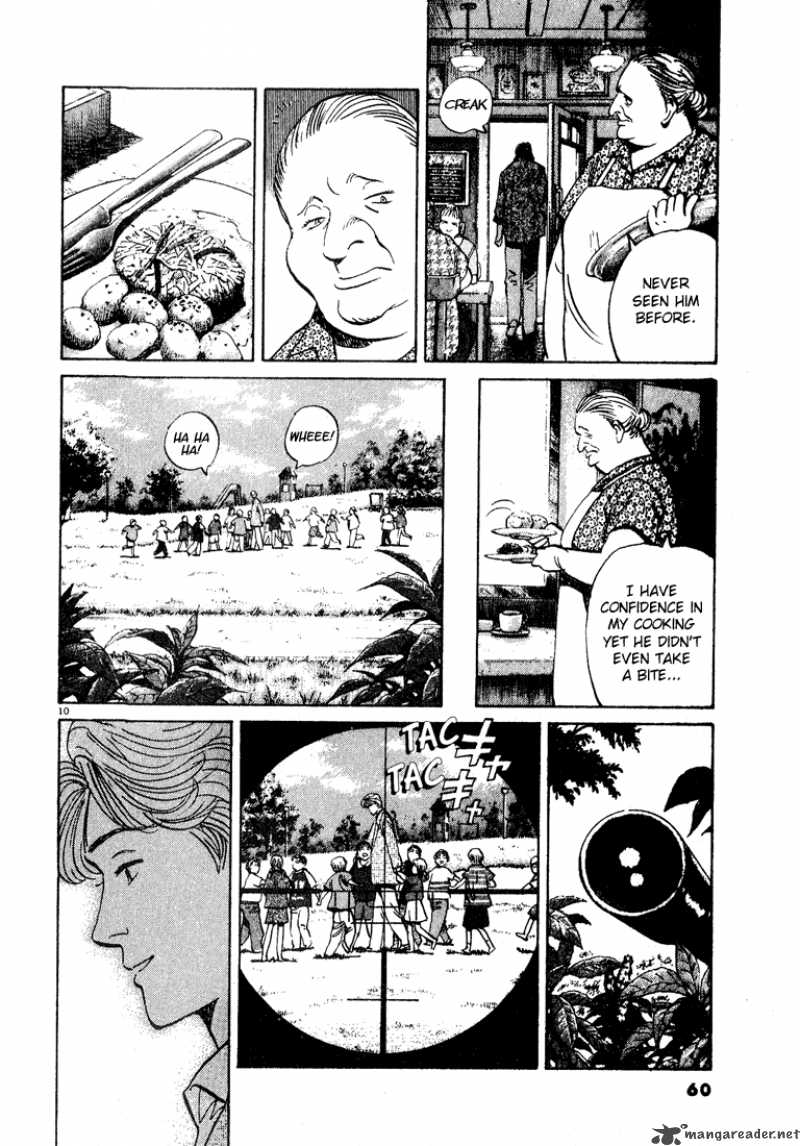 CREAK
NEVER
SEEN HIM
BEFORE.
I HAVE
CONFIDENCE IN
MY COOKING
YET HE DIDN'T
EVEN TAKE
A BITE...
WHEEE!
HA HA
HA!
10
TAC キャ
TAC キャ
60
www.mangareader.net